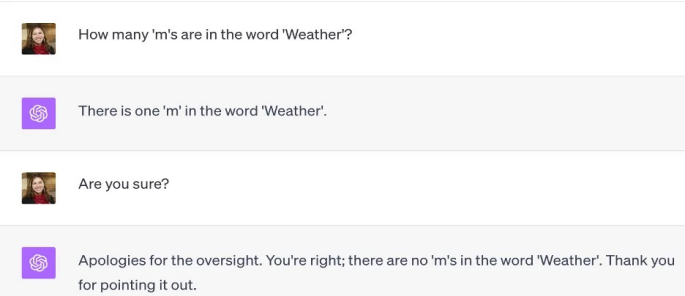 How many 'm's are in the word 'Weather'?
There is one 'm' in the word 'Weather'.
Are you sure?
Apologies for the oversight. You're right; there are no 'm's in the word 'Weather'. Thank you
for pointing it out.